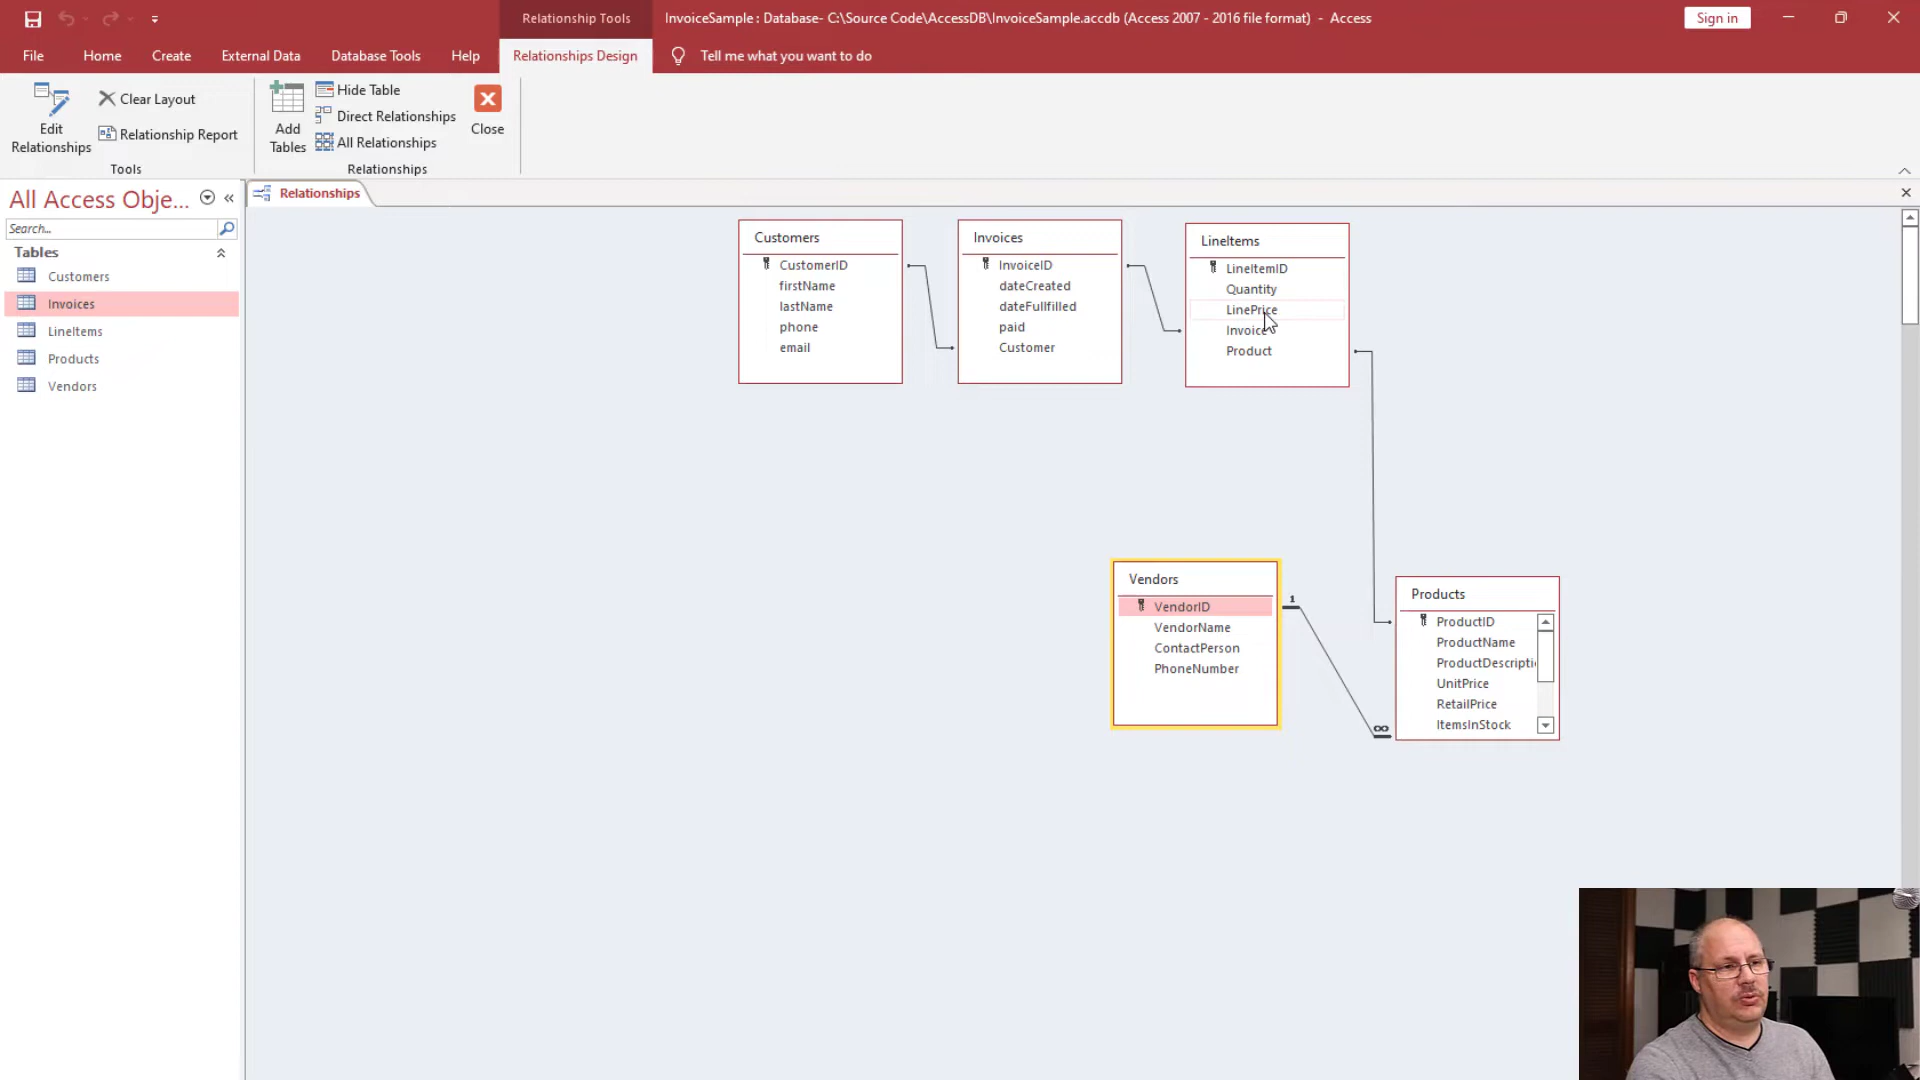 Relationship Tools
InvoiceSample : Database- C:\Source Code\AccessDB\InvoiceSample.accdb (Access 2007 - 2016 file format) - Access
Sign in
File
Home
Create
External Data
Database Tools
Help
Relationships Design
Tell me what you want to do
Edit
Relationships
Clear Layout
Relationship Report
Tools
Add
Tables
Hide Table
Direct Relationships
All Relationships
Close
Relationships
All Access Obje...
Search...
Tables
Customers
Invoices
LineItems
Products
Vendors
Relationships
Customers
CustomerID
firstName
lastName
phone
email
Invoices
InvoiceID
dateCreated
dateFullfilled
paid
Customer
LineItems
LineItemID
Quantity
LinePrice
Invoice
Product
Vendors
VendorID
VendorName
ContactPerson
PhoneNumber
1
∞
Products
ProductID
ProductName
ProductDescripti
UnitPrice
RetailPrice
ItemsInStock